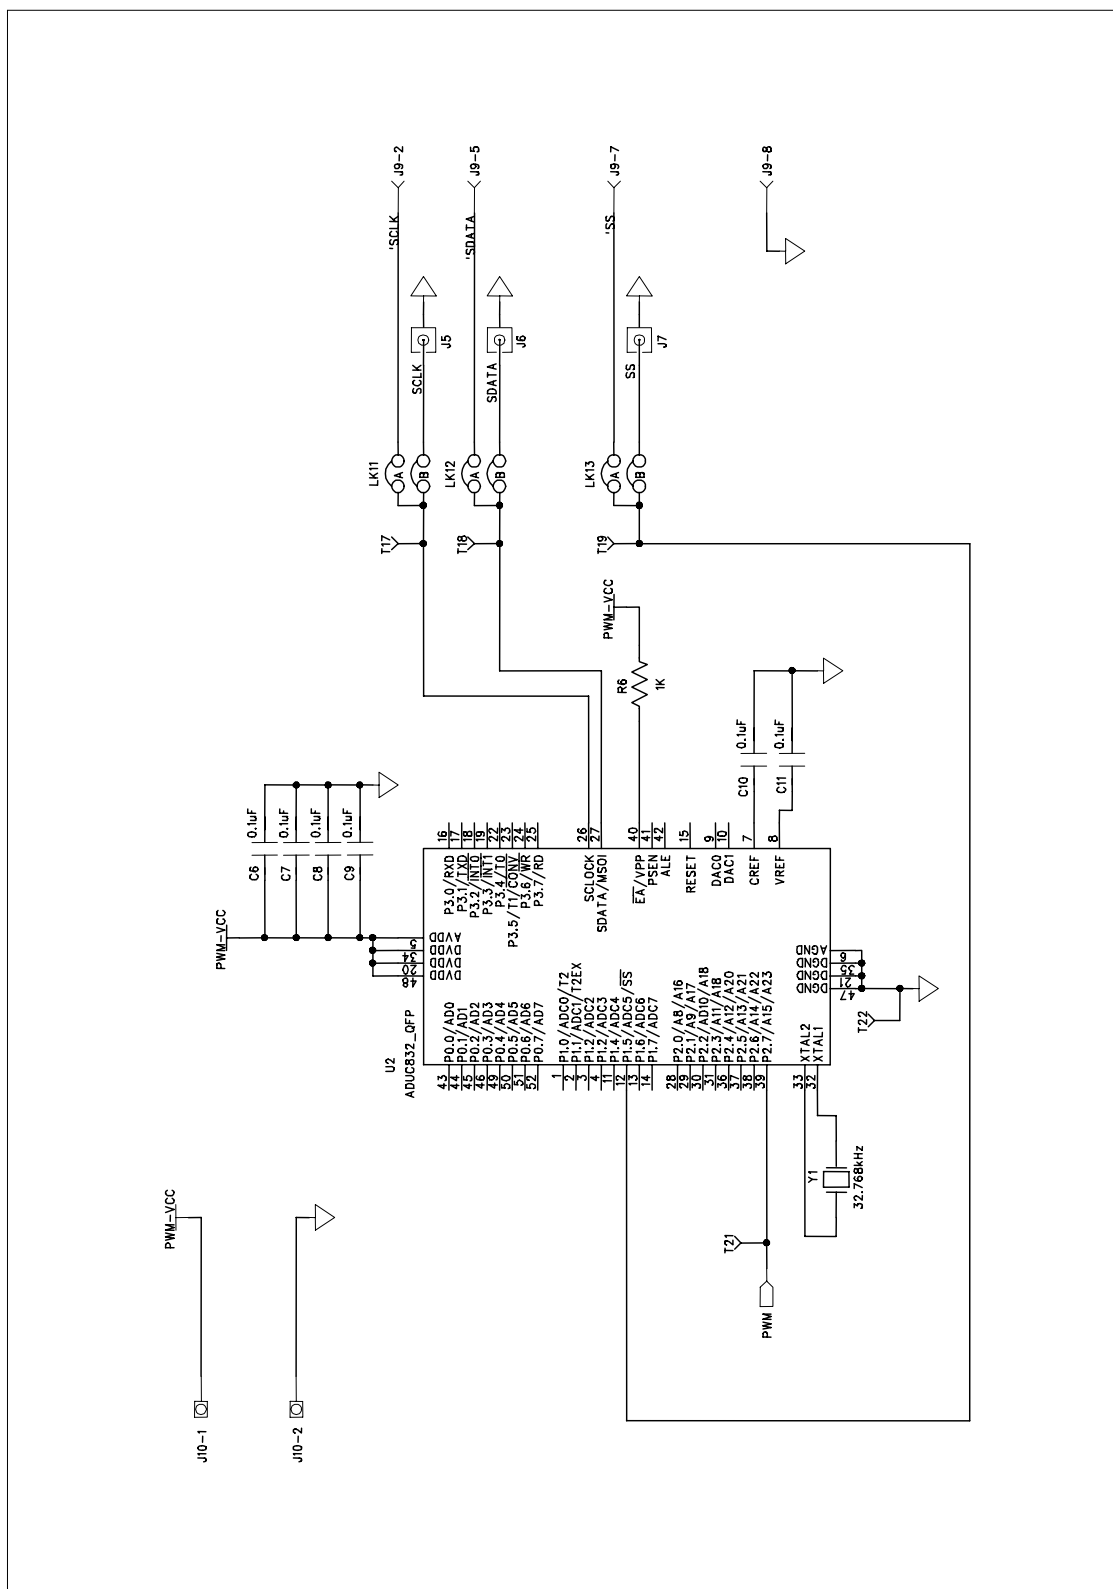 J10-1
PWM-VCC
J10-2
PWM
T21
Y1
32.768kHz
PWM-VCC
C6 0.1uF
C7 0.1uF
C8 0.1uF
C9 0.1uF
U2
ADUC832_QFP
48 DVDD
20 DVDD
34 DVDD
5 AVDD
43 P0.0/AD0
44 P0.1/AD1
45 P0.2/AD2
46 P0.3/AD3
49 P0.4/AD4
50 P0.5/AD5
51 P0.6/AD6
52 P0.7/AD7
1 P1.0/ADC0/T2
2 P1.1/ADC1/T2EX
3 P1.2/ADC2
4 P1.2/ADC3
11 P1.4/ADC4
12 P1.5/ADC5/SS
13 P1.6/ADC6
14 P1.7/ADC7
28 P2.0/A8/A16
29 P2.1/A9/A17
30 P2.2/AD10/A18
31 P2.3/A11/A18
36 P2.4/A12/A20
37 P2.5/A13/A21
38 P2.6/A14/A22
39 P2.7/A15/A23
33 XTAL2
32 XTAL1
P3.0/RXD 16
P3.1/TXD 17
P3.2/INT0 18
P3.3/INT1 19
P3.4/T0 22
P3.5/T1/CONV 23
P3.6/WR 24
P3.7/RD 25
SCLOCK 26
SDATA/MSOI 27
EA/VPP 40
PSEN 41
ALE 42
RESET 15
DAC0 9
DAC1 10
CREF 7
VREF 8
DGND 47
DGND 21
DGND 35
AGND 6
T22
C10 0.1uF
C11 0.1uF
R6
1K
PWM-VCC
T17
LK11
A
B
'SCLK
J9-2
SCLK
J5
T18
LK12
A
B
'SDATA
J9-5
SDATA
J6
T19
LK13
A
B
'SS
J9-7
SS
J7
J9-8